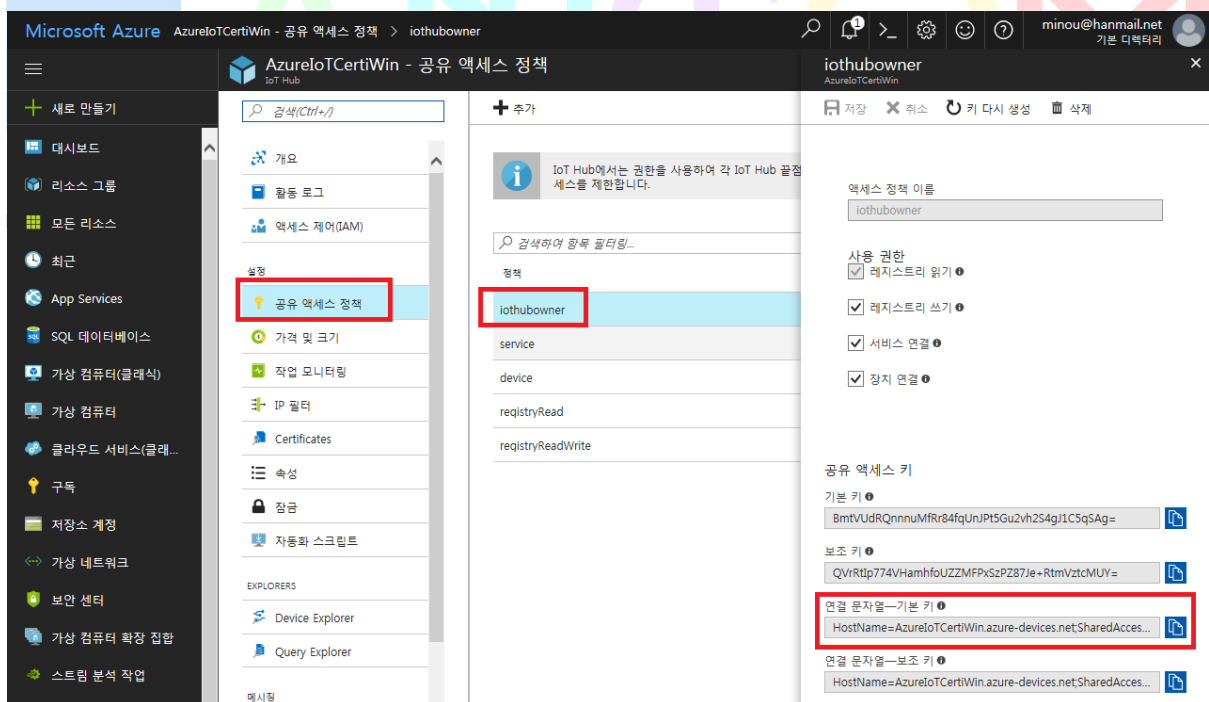 Microsoft Azure AzureIoTCertiWin - 공유 액세스 정책 > iothubowner
1
minou@hanmail.net
기본 디렉터리
새로 만들기
대시보드
리소스 그룹
모든 리소스
최근
App Services
SQL 데이터베이스
가상 컴퓨터(클래식)
가상 컴퓨터
클라우드 서비스(클래...
구독
저장소 계정
가상 네트워크
보안 센터
가상 컴퓨터 확장 집합
스트림 분석 작업
AzureIoTCertiWin - 공유 액세스 정책
IoT Hub
검색(Ctrl+/)
개요
활동 로그
액세스 제어(IAM)
설정
공유 액세스 정책
가격 및 크기
작업 모니터링
IP 필터
Certificates
속성
잠금
자동화 스크립트
EXPLORERS
Device Explorer
Query Explorer
메시징
추가
IoT Hub에서는 권한을 사용하여 각 IoT Hub 끝점
세스를 제한합니다.
검색하여 항목 필터링...
정책
iothubowner
service
device
registryRead
registryReadWrite
iothubowner
AzureIoTCertiWin
저장 취소 키 다시 생성 삭제
액세스 정책 이름
iothubowner
사용 권한
레지스트리 읽기
레지스트리 쓰기
서비스 연결
장치 연결
공유 액세스 키
기본 키
BmtVUdRQnnnuMfRr84fqUnJPt5Gu2vh2S4gJ1C5qSAg=
보조 키
QVrRtIp774VHamhfoUZZMFPxSzPZ87Je+RtmVztcMUY=
연결 문자열—기본 키
HostName=AzureIoTCertiWin.azure-devices.net;SharedAcces...
연결 문자열—보조 키
HostName=AzureIoTCertiWin.azure-devices.net;SharedAcces...